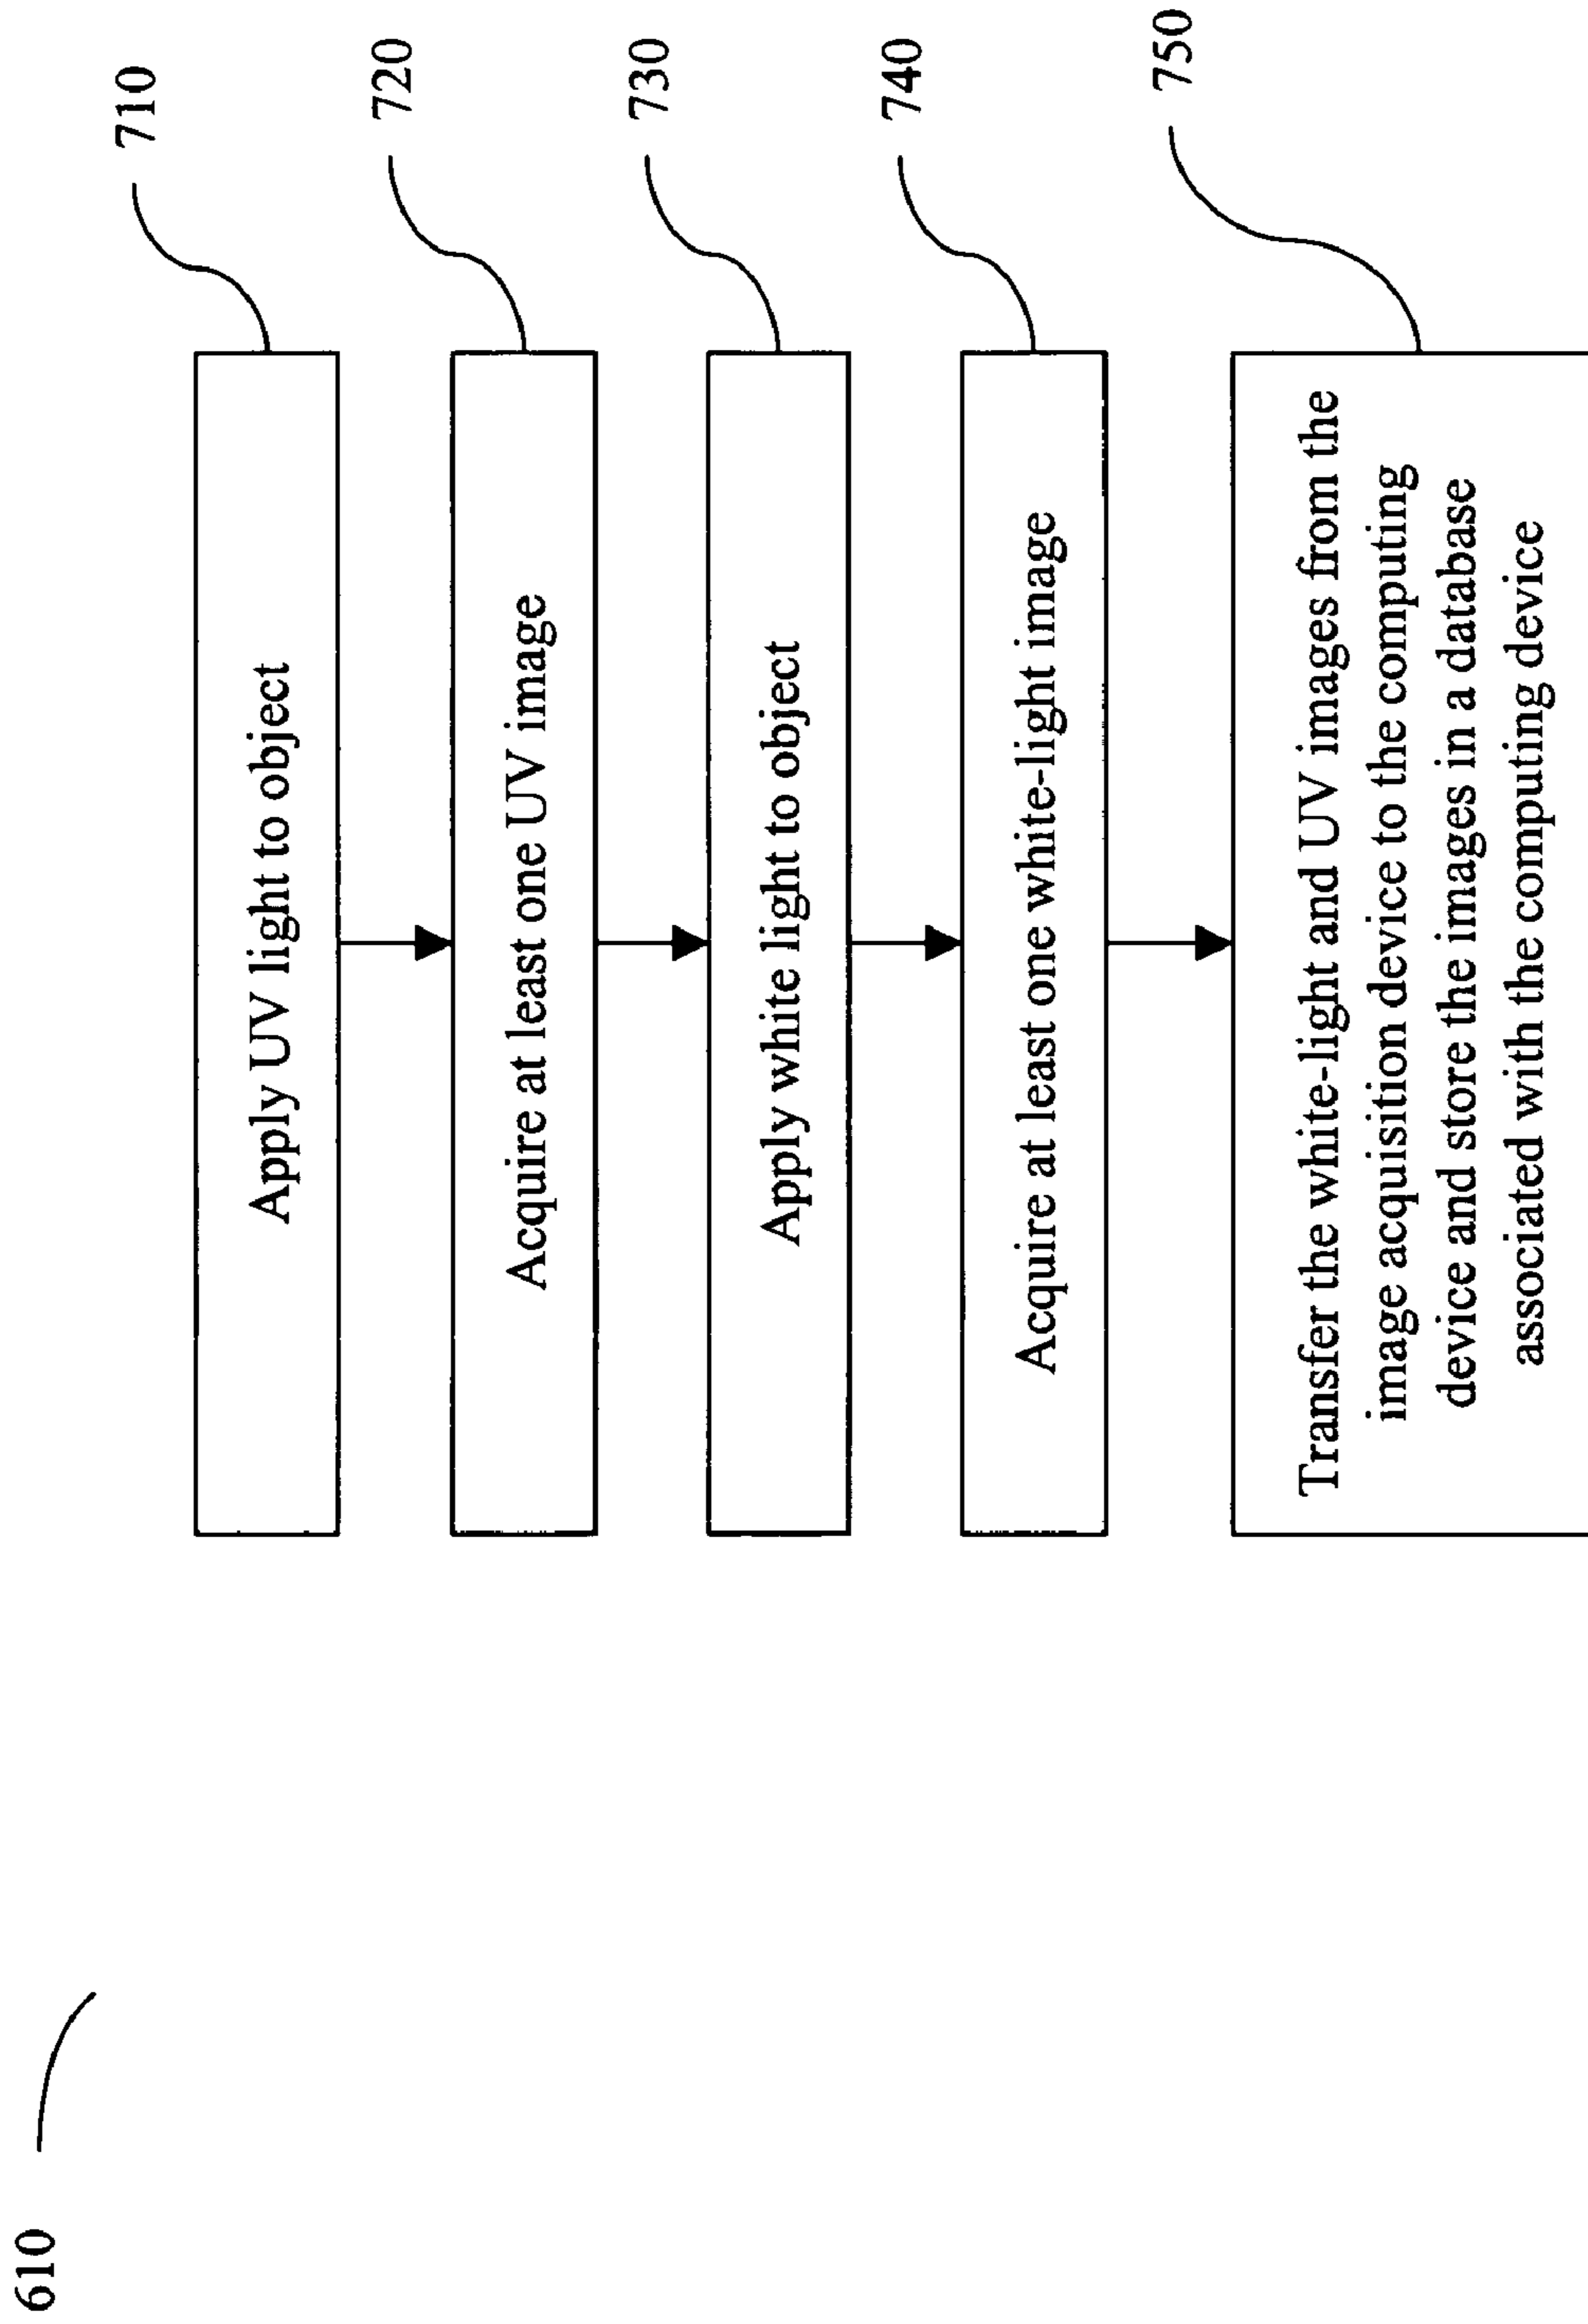 610
Apply UV light to object
710
Acquire at least one UV image
720
Apply white light to object
730
Acquire at least one white-light image
740
Transfer the white-light and UV images from the
image acquisition device to the computing
device and store the images in a database
associated with the computing device
750